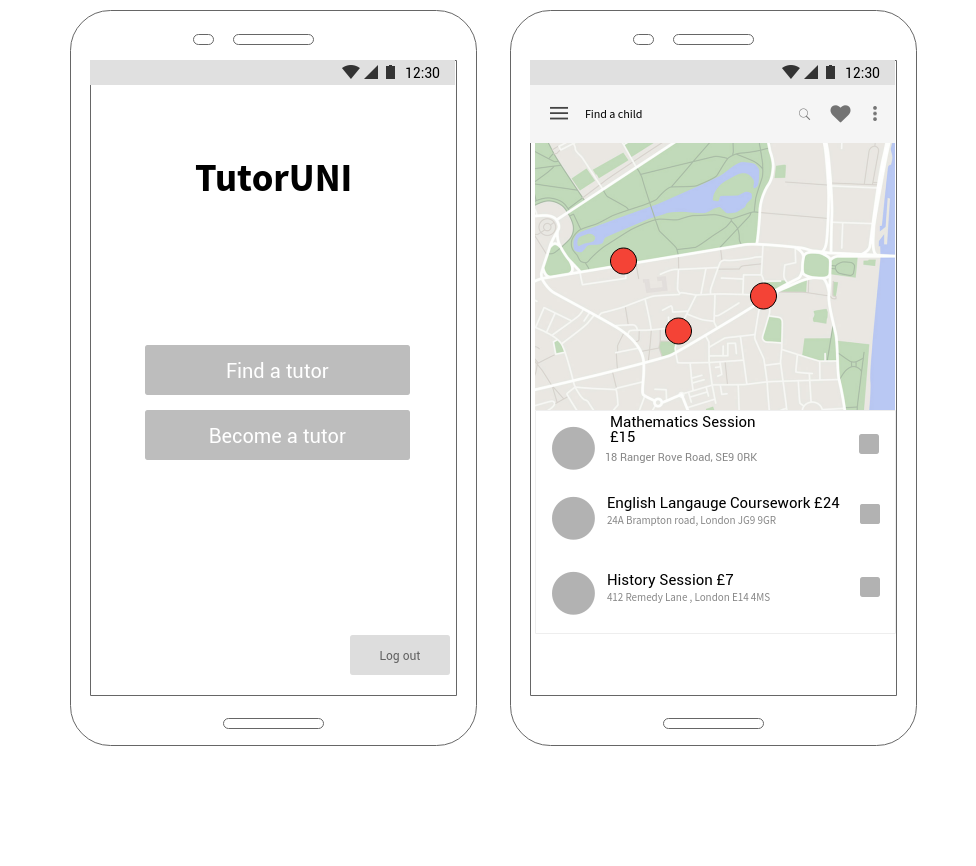 12:30
TutorUNI
Find a tutor
Become a tutor
Log out
12:30
Find a child
Mathematics Session
£15
18 Ranger Rove Road, SE9 0RK
English Langauge Coursework £24
24A Brampton road, London JG9 9GR
History Session £7
412 Remedy Lane , London E14 4MS